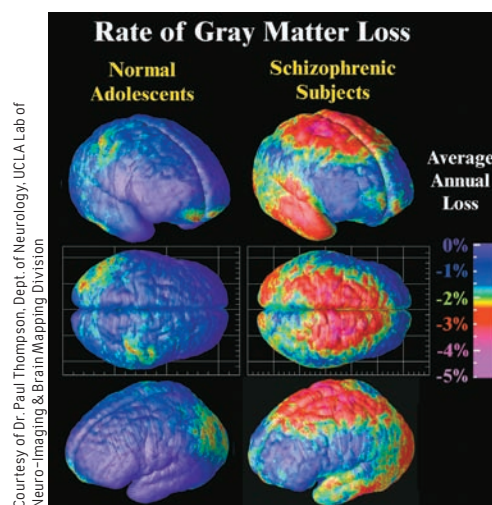 Rate of Gray Matter Loss
Normal
Adolescents
Schizophrenic
Subjects
Average
Annual
Loss
0%
-1%
-2%
-3%
-4%
-5%
Courtesy of Dr. Paul Thompson, Dept. of Neurology, UCLA Lab of
Neuro-Imaging & Brain Mapping Division